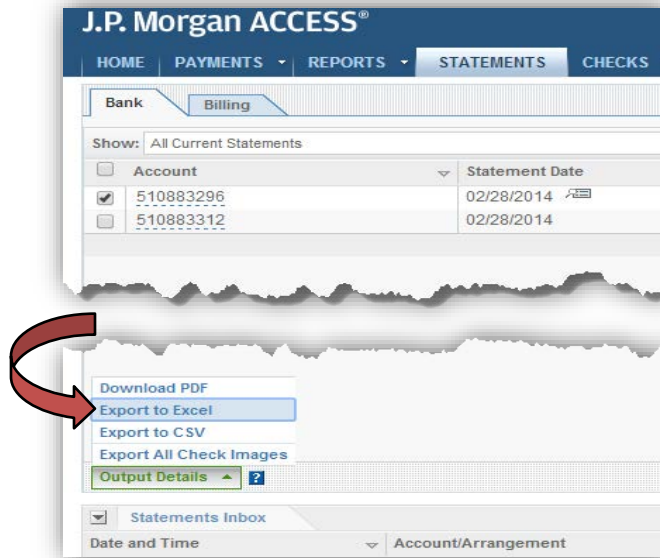 J.P. Morgan ACCESS®
HOME PAYMENTS REPORTS STATEMENTS CHECKS
Bank Billing
Show: All Current Statements
Account Statement Date
510883296 02/28/2014
510883312 02/28/2014
Download PDF
Export to Excel
Export to CSV
Export All Check Images
Output Details ?
Statements Inbox
Date and Time Account/Arrangement